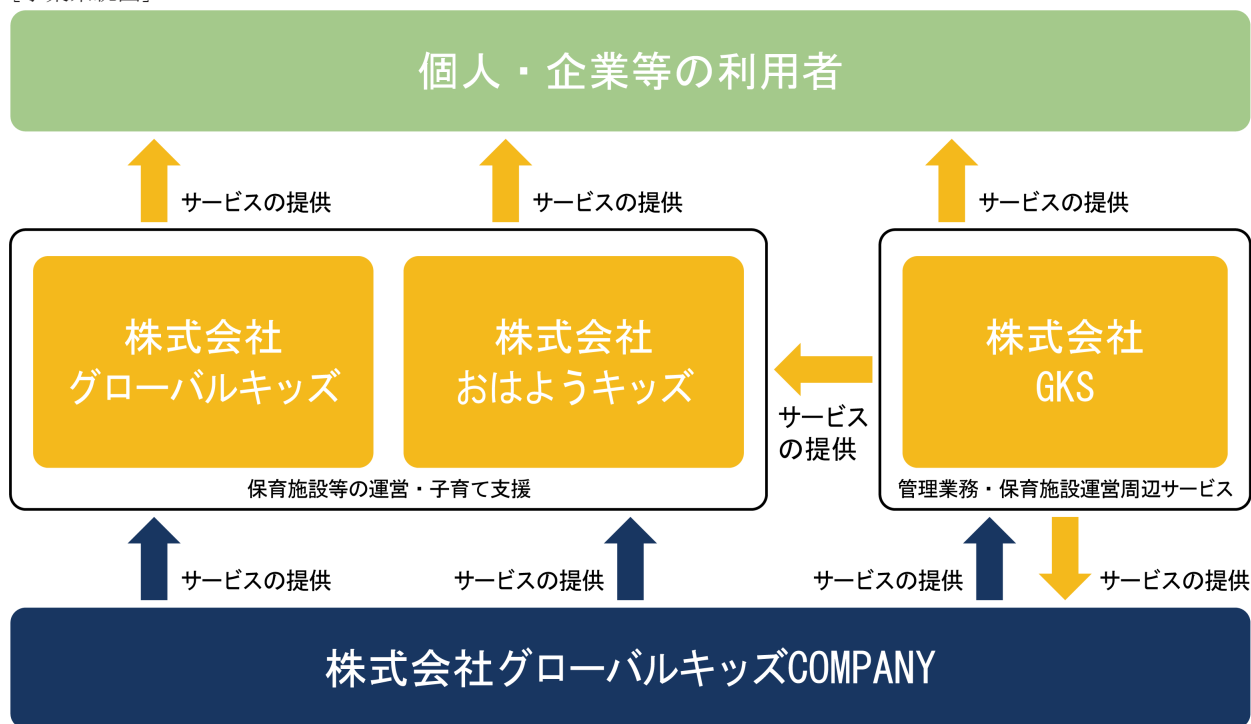 個人・企業等の利用者
サービスの提供
サービスの提供
サービスの提供
株式会社
グローバルキッズ
株式会社
おはようキッズ
サービス
の提供
株式会社
GKS
保育施設等の運営・子育て支援
管理業務・保育施設運営周辺サービス
サービスの提供
サービスの提供
サービスの提供
サービスの提供
株式会社グローバルキッズCOMPANY